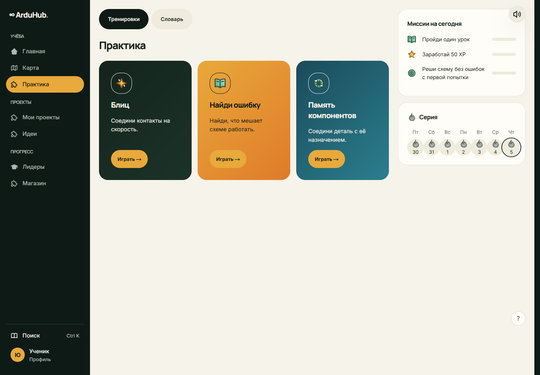 ArduHub.
УЧЁБА
Главная
Карта
Практика
ПРОЕКТЫ
Мои проекты
Идеи
ПРОГРЕСС
Лидеры
Магазин
Поиск
Ctrl K
Ю
Ученик
Профиль
Тренировки
Словарь
Практика
Блиц
Соедини контакты на
скорость.
Играть →
Найди ошибку
Найди, что мешает
схеме работать.
Играть →
Память
компонентов
Соедини деталь с её
назначением.
Играть →
Миссии на сегодня
Пройди один урок
Заработай 50 XP
Реши схему без ошибок
с первой попытки
Серия
Пт Сб Вс Пн Вт Ср Чт
30 31 1 2 3 4 5
?